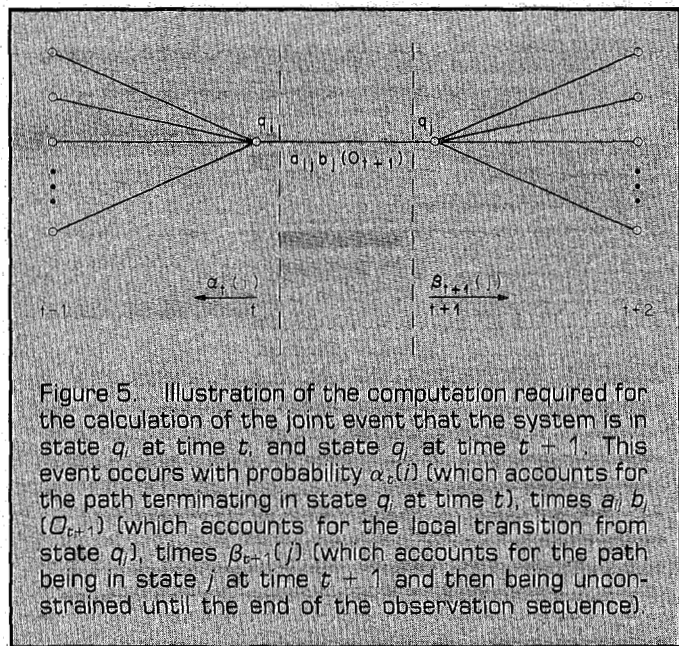 q_i q_j
a_ij b_j (O_t+1)
α_t(i) β_t+1(j)
t-1 t t+1 t+2
Figure 5. Illustration of the computation required for
the calculation of the joint event that the system is in
state q_i at time t, and state q_j at time t + 1. This
event occurs with probability α_t(i) (which accounts for
the path terminating in state q_i at time t), times a_ij b_j
(O_t+1) (which accounts for the local transition from
state q_i), times β_t+1(j) (which accounts for the path
being in state j at time t + 1 and then being uncon-
strained until the end of the observation sequence).